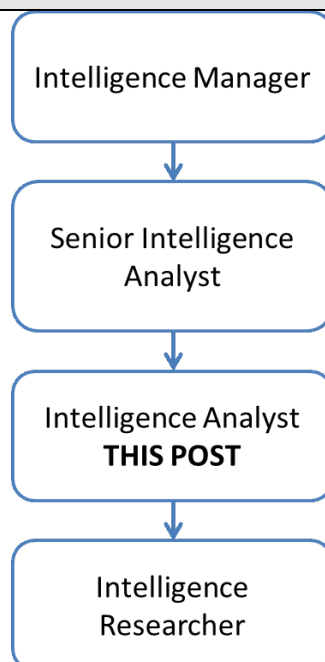 Intelligence Manager
Senior Intelligence
Analyst
Intelligence Analyst
THIS POST
Intelligence
Researcher